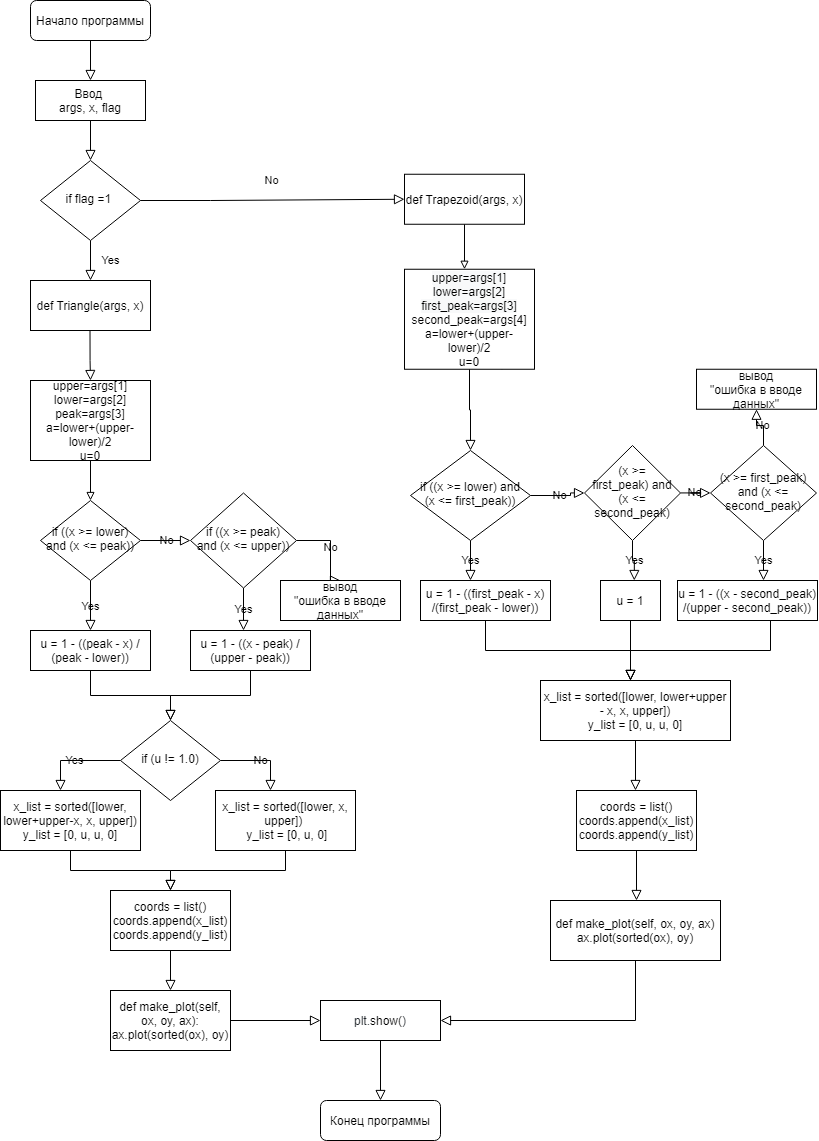 Начало программы
Ввод
args, x, flag
if flag =1
No
Yes
def Triangle(args, x)
upper=args[1]
lower=args[2]
peak=args[3]
a=lower+(upper-
lower)/2
u=0
if ((x >= lower)
and (x <= peak))
No
if ((x >= peak)
and (x <= upper))
No
вывод
"ошибка в вводе
данных"
Yes
Yes
u = 1 - ((peak - x) /
(peak - lower))
u = 1 - ((x - peak) /
(upper - peak))
if (u != 1.0)
Yes
No
x_list = sorted([lower,
lower+upper-x, x, upper])
y_list = [0, u, u, 0]
x_list = sorted([lower, x,
upper])
y_list = [0, u, 0]
coords = list()
coords.append(x_list)
coords.append(y_list)
def make_plot(self,
ox, oy, ax):
ax.plot(sorted(ox), oy)
def Trapezoid(args, x)
upper=args[1]
lower=args[2]
first_peak=args[3]
second_peak=args[4]
a=lower+(upper-
lower)/2
u=0
if ((x >= lower) and
(x <= first_peak))
No
(x >=
first_peak) and
(x <=
second_peak)
No
(x >= first_peak)
and (x <=
second_peak)
No
вывод
"ошибка в вводе
данных"
Yes
Yes
Yes
u = 1 - ((first_peak - x)
/(first_peak - lower))
u = 1
u = 1 - ((x - second_peak)
/(upper - second_peak))
x_list = sorted([lower, lower+upper
- x, x, upper])
y_list = [0, u, u, 0]
coords = list()
coords.append(x_list)
coords.append(y_list)
def make_plot(self, ox, oy, ax)
ax.plot(sorted(ox), oy)
plt.show()
Конец программы